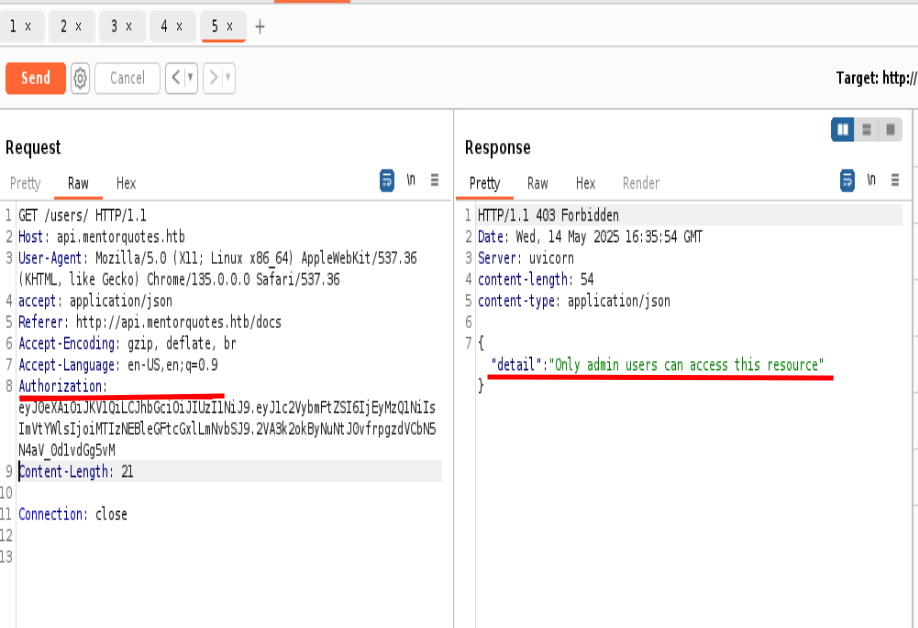 1 × 2 × 3 × 4 × 5 × +
Send Cancel < > Target: http://
Request
Pretty Raw Hex \n
1 GET /users/ HTTP/1.1
2 Host: api.mentorquotes.htb
3 User-Agent: Mozilla/5.0 (X11; Linux x86_64) AppleWebKit/537.36
(KHTML, like Gecko) Chrome/135.0.0.0 Safari/537.36
4 accept: application/json
5 Referer: http://api.mentorquotes.htb/docs
6 Accept-Encoding: gzip, deflate, br
7 Accept-Language: en-US,en;q=0.9
8 Authorization:
eyJ0eXAiOiJKV1QiLCJhbGciOiJIUzI1NiJ9.eyJ1c2VybmFtZSI6IjEyMzQ1NiIs
ImVtYWlsIjoiMTIzNEBleGFtcGxlLmNvbSJ9.2VA3k2okByNuNtJOvfrpgzdVCbN5
N4aV_0d1vdGg5vM
9 Content-Length: 21
10
11 Connection: close
12
13
Response
Pretty Raw Hex Render \n
1 HTTP/1.1 403 Forbidden
2 Date: Wed, 14 May 2025 16:35:54 GMT
3 Server: uvicorn
4 content-length: 54
5 content-type: application/json
6
7 {
"detail":"Only admin users can access this resource"
}